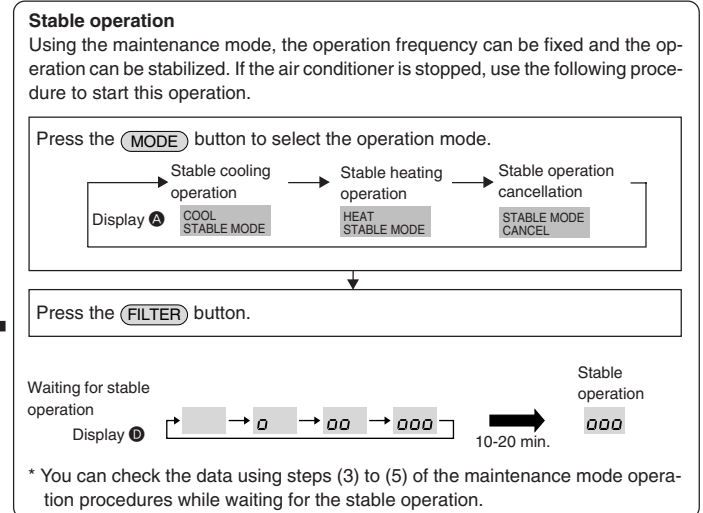 Stable operation
Using the maintenance mode, the operation frequency can be fixed and the op-
eration can be stabilized. If the air conditioner is stopped, use the following proce-
dure to start this operation.
Press the MODE button to select the operation mode.
Stable cooling
operation
Stable heating
operation
Stable operation
cancellation
Display A
COOL
STABLE MODE
HEAT
STABLE MODE
STABLE MODE
CANCEL
Press the FILTER button.
Waiting for stable
operation
Stable
operation
Display D
o
oo
ooo
10-20 min.
ooo
* You can check the data using steps (3) to (5) of the maintenance mode opera-
tion procedures while waiting for the stable operation.